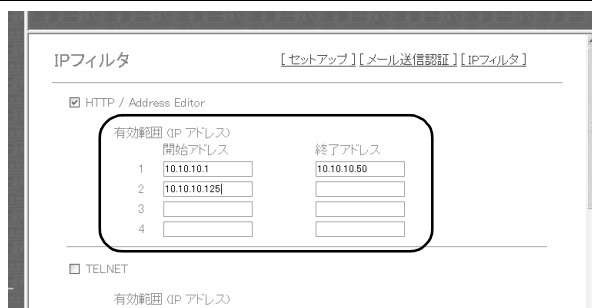 IPフィルタ [ セットアップ ] [ メール送信認証 ] [ IPフィルタ ]
HTTP / Address Editor
有効範囲 (IP アドレス)
開始アドレス 終了アドレス
1 10.10.10.1 10.10.10.50
2 10.10.10.125
3
4
TELNET
有効範囲 (IP アドレス)